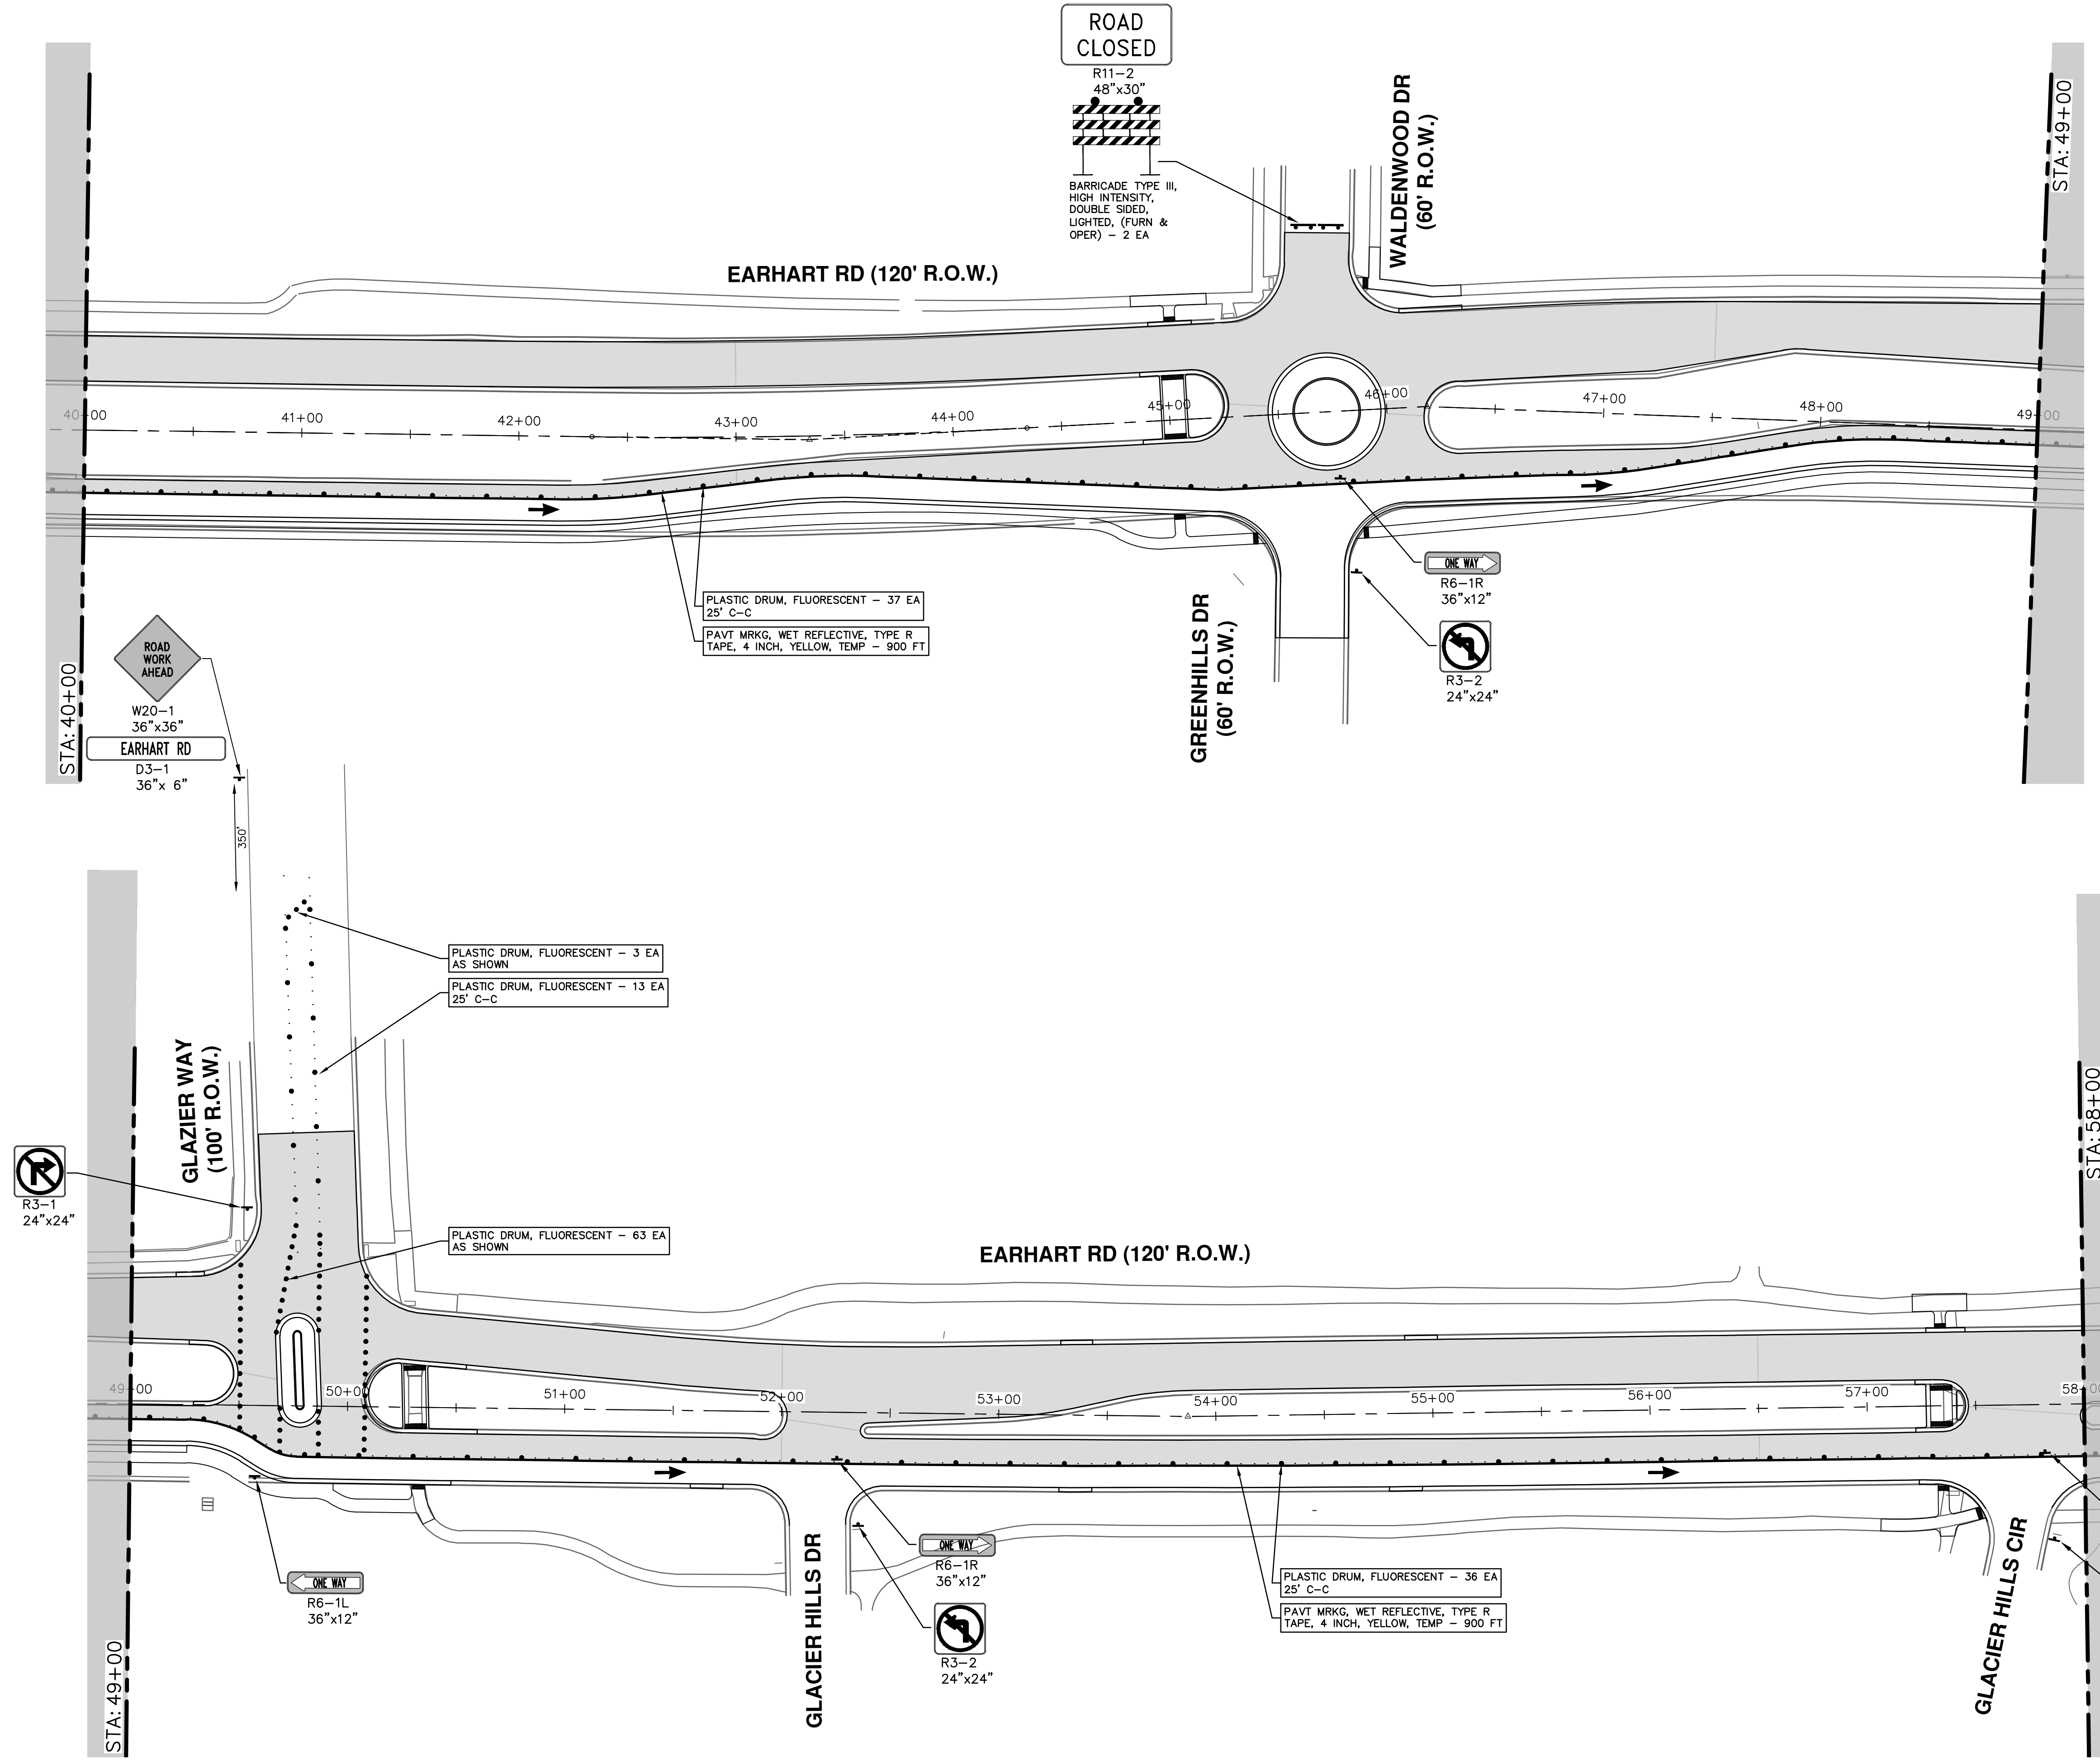 ROAD
CLOSED
R11-2
48"x30"
BARRICADE TYPE III,
HIGH INTENSITY,
DOUBLE SIDED,
LIGHTED, (FURN &
OPER) - 2 EA
WALDENWOOD DR
(60' R.O.W.)
STA: 49+00
EARHART RD (120' R.O.W.)
40+00
41+00
42+00
43+00
44+00
45+00
46+00
47+00
48+00
49+00
PLASTIC DRUM, FLUORESCENT - 37 EA
25' C-C
PAVT MRKG, WET REFLECTIVE, TYPE R
TAPE, 4 INCH, YELLOW, TEMP - 900 FT
ONE WAY
R6-1R
36"x12"
R3-2
24"x24"
GREENHILLS DR
(60' R.O.W.)
STA: 40+00
ROAD
WORK
AHEAD
W20-1
36"x36"
EARHART RD
D3-1
36"x 6"
350'
PLASTIC DRUM, FLUORESCENT - 3 EA
AS SHOWN
PLASTIC DRUM, FLUORESCENT - 13 EA
25' C-C
GLAZIER WAY
(100' R.O.W.)
STA: 58+00
R3-1
24"x24"
PLASTIC DRUM, FLUORESCENT - 63 EA
AS SHOWN
EARHART RD (120' R.O.W.)
49+00
50+00
51+00
52+00
53+00
54+00
55+00
56+00
57+00
58+00
ONE WAY
R6-1L
36"x12"
ONE WAY
R6-1R
36"x12"
R3-2
24"x24"
PLASTIC DRUM, FLUORESCENT - 36 EA
25' C-C
PAVT MRKG, WET REFLECTIVE, TYPE R
TAPE, 4 INCH, YELLOW, TEMP - 900 FT
GLACIER HILLS DR
GLACIER HILLS CIR
STA: 49+00